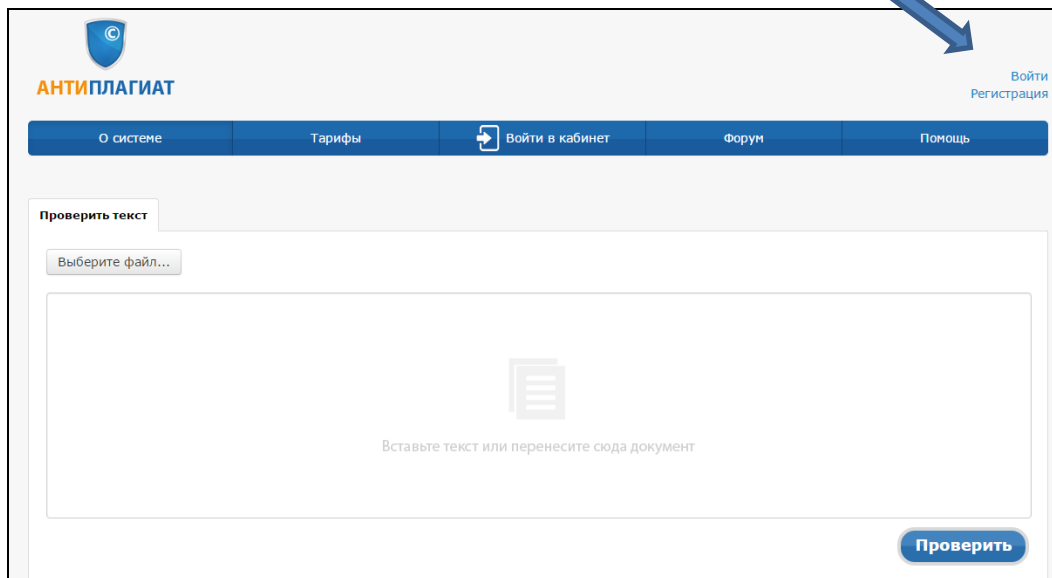 ©
АНТИПЛАГИАТ
Войти
Регистрация
О системе Тарифы Войти в кабинет Форум Помощь
Проверить текст
Выберите файл...
Вставьте текст или перенесите сюда документ
Проверить